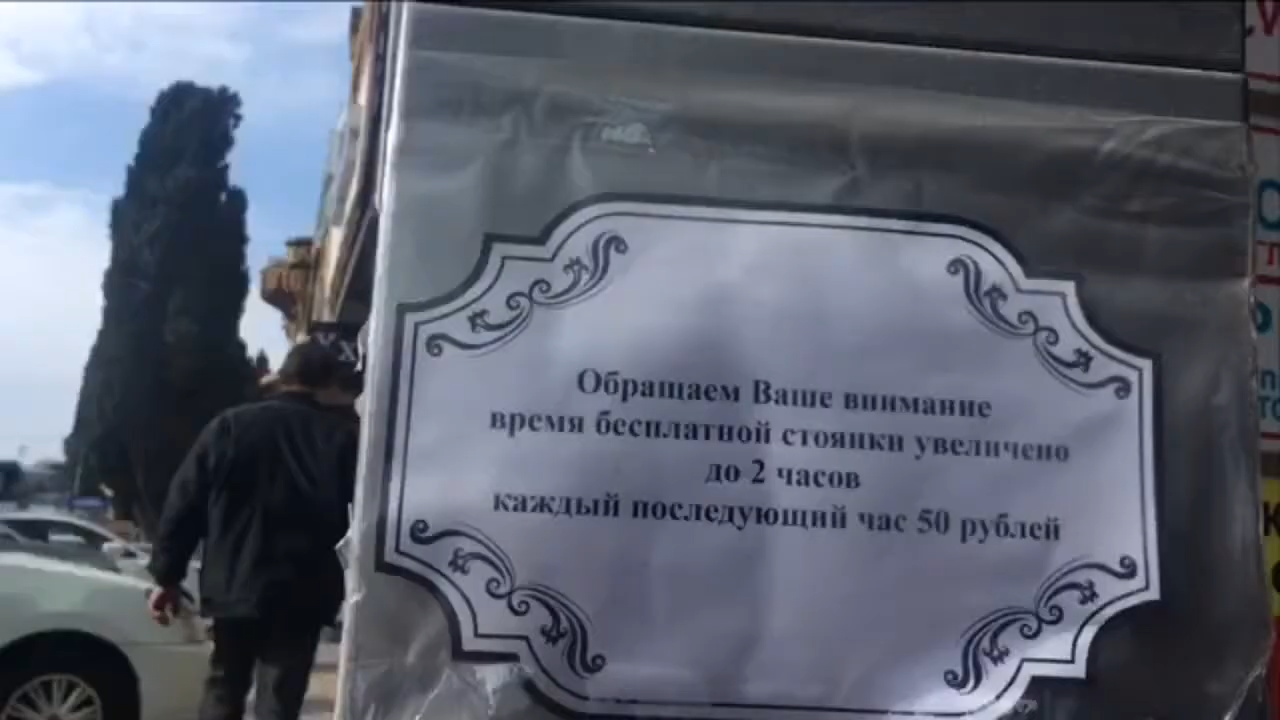 Обращаем Ваше внимание
время бесплатной стоянки увеличено
до 2 часов
каждый последующий час 50 рублей